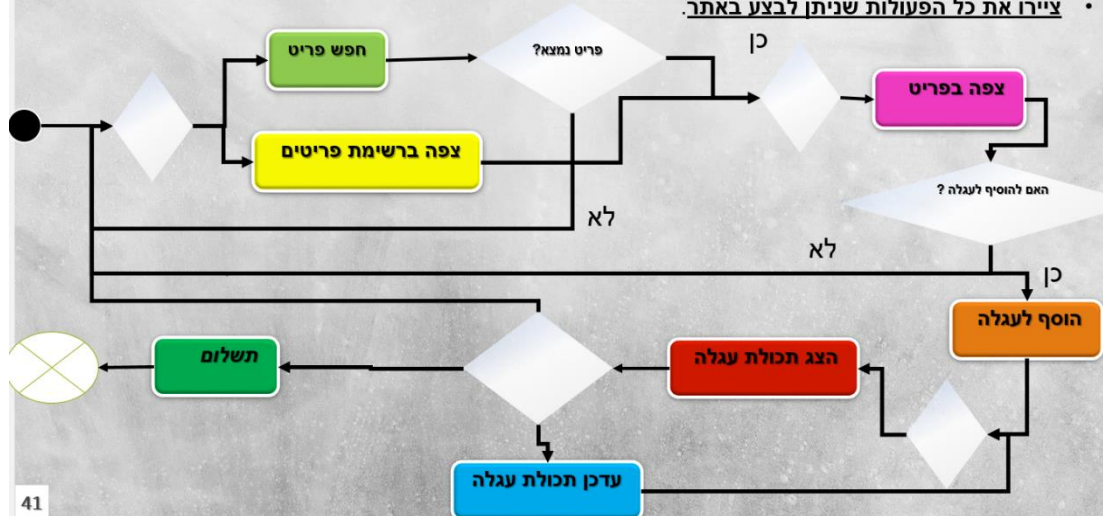 • ציירו את כל הפעולות שניתן לבצע באתר.
חפש פריט
פריט נמצא?
כן
צפה בפריט
צפה ברשימת פריטים
האם להוסיף לעגלה ?
לא
לא
כן
הוסף לעגלה
הצג תכולת עגלה
תשלום
עדכן תכולת עגלה
41